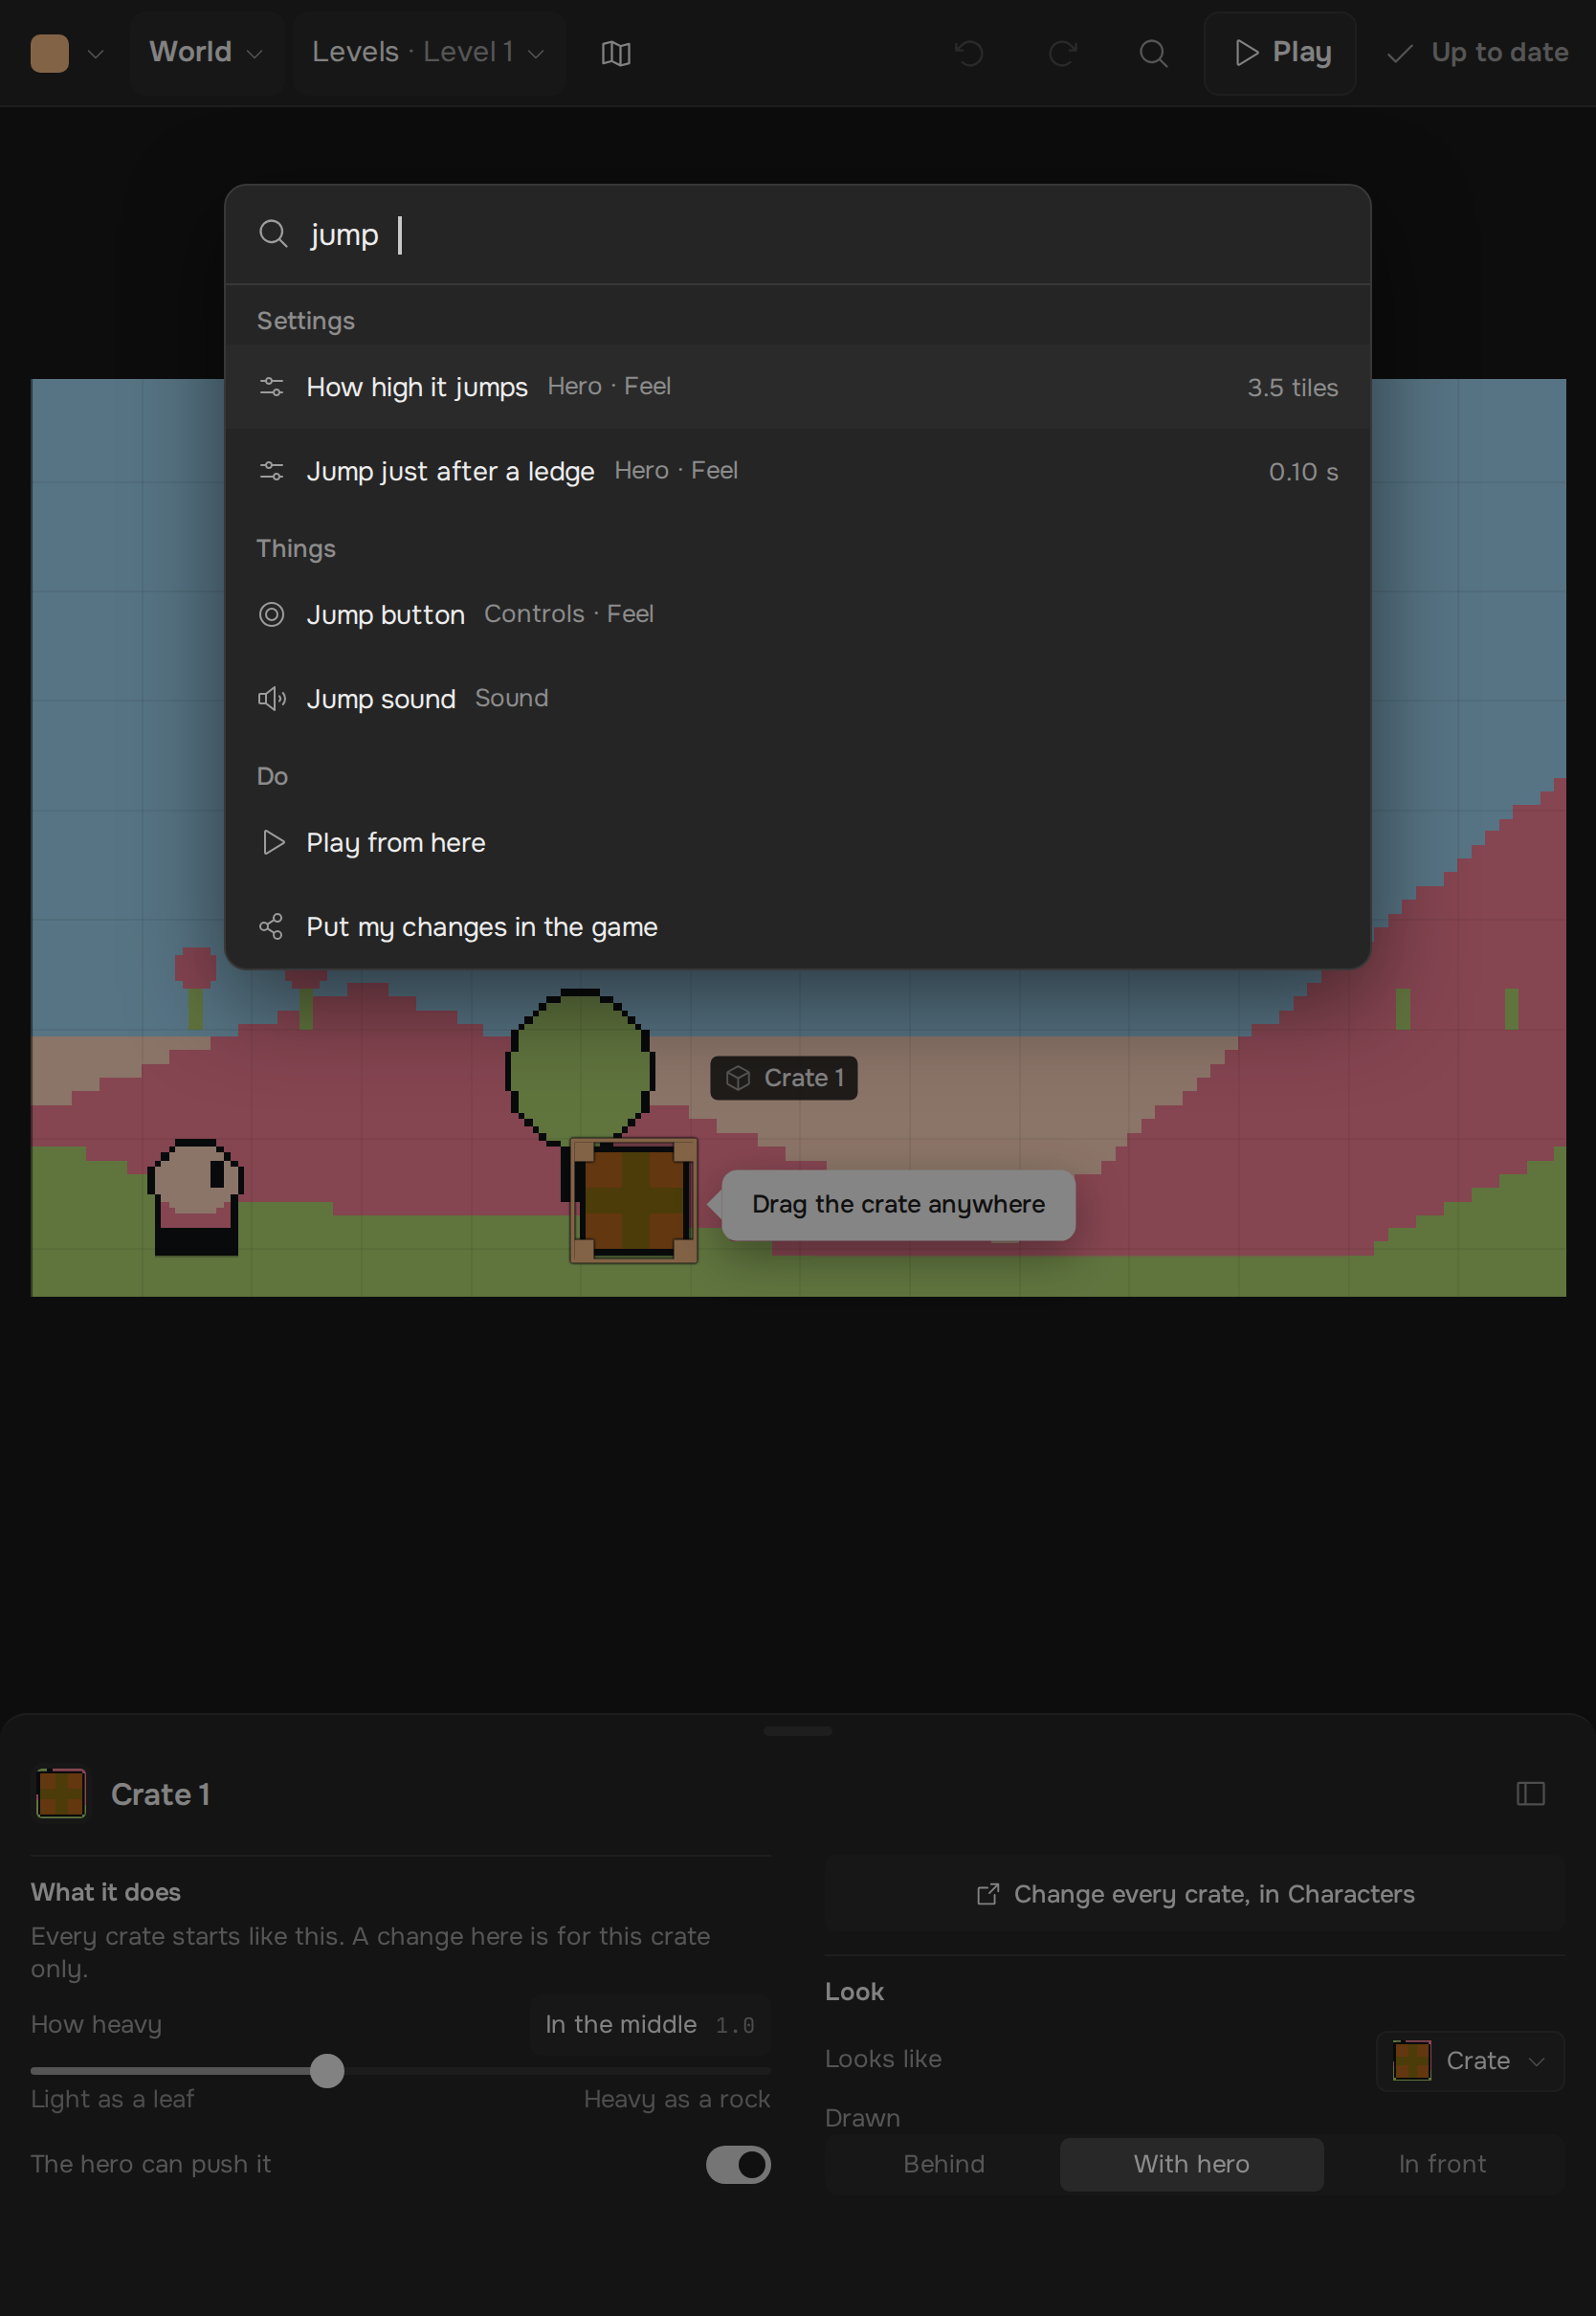 World
Levels · Level 1
Play
Up to date
jump
Settings
How high it jumps Hero · Feel 3.5 tiles
Jump just after a ledge Hero · Feel 0.10 s
Things
Jump button Controls · Feel
Jump sound Sound
Do
Play from here
Put my changes in the game
Crate 1
Drag the crate anywhere
Crate 1
What it does
Every crate starts like this. A change here is for this crate
only.
How heavy In the middle 1.0
Light as a leaf Heavy as a rock
The hero can push it
Change every crate, in Characters
Look
Looks like Crate
Drawn
Behind With hero In front